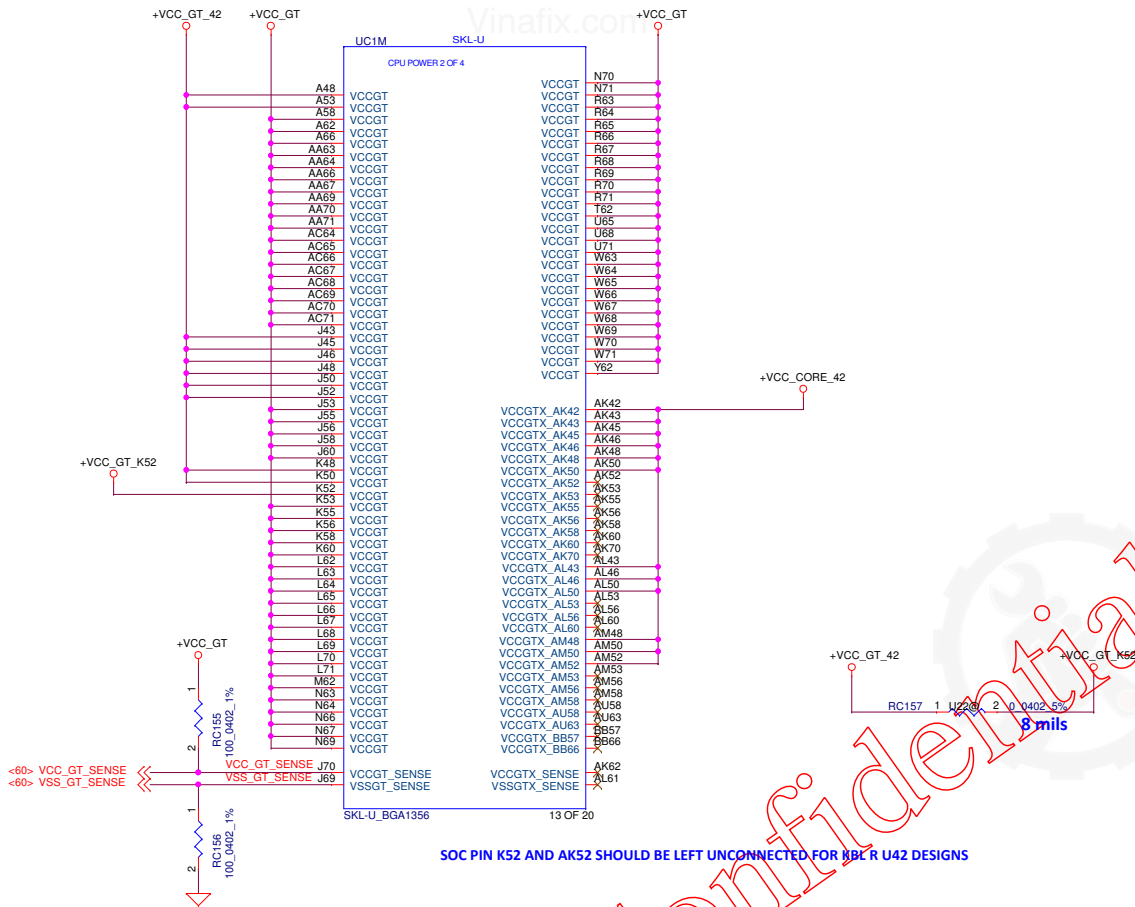 Vinafix.com
+VCC_GT_42 +VCC_GT +VCC_GT
UC1M SKL-U
CPU POWER 2 OF 4
A48 VCCGT
A53 VCCGT
A58 VCCGT
A62 VCCGT
A66 VCCGT
AA63 VCCGT
AA64 VCCGT
AA66 VCCGT
AA67 VCCGT
AA69 VCCGT
AA70 VCCGT
AA71 VCCGT
AC64 VCCGT
AC65 VCCGT
AC66 VCCGT
AC67 VCCGT
AC68 VCCGT
AC69 VCCGT
AC70 VCCGT
AC71 VCCGT
J43 VCCGT
J45 VCCGT
J46 VCCGT
J48 VCCGT
J50 VCCGT
J52 VCCGT
J53 VCCGT
J55 VCCGT
J56 VCCGT
J58 VCCGT
J60 VCCGT
K48 VCCGT
K50 VCCGT
K52 VCCGT
K53 VCCGT
K55 VCCGT
K56 VCCGT
K58 VCCGT
K60 VCCGT
L62 VCCGT
L63 VCCGT
L64 VCCGT
L65 VCCGT
L66 VCCGT
L67 VCCGT
L68 VCCGT
L69 VCCGT
L70 VCCGT
L71 VCCGT
M62 VCCGT
N63 VCCGT
N64 VCCGT
N66 VCCGT
N67 VCCGT
N69 VCCGT
VCC_GT_SENSE J70 VCCGT_SENSE
VSS_GT_SENSE J69 VSSGT_SENSE
VCCGT N70
VCCGT N71
VCCGT R63
VCCGT R64
VCCGT R65
VCCGT R66
VCCGT R67
VCCGT R68
VCCGT R69
VCCGT R70
VCCGT R71
VCCGT T62
VCCGT U65
VCCGT U68
VCCGT U71
VCCGT W63
VCCGT W64
VCCGT W65
VCCGT W66
VCCGT W67
VCCGT W68
VCCGT W69
VCCGT W70
VCCGT W71
VCCGT Y62
+VCC_CORE_42
VCCGTX_AK42 AK42
VCCGTX_AK43 AK43
VCCGTX_AK45 AK45
VCCGTX_AK46 AK46
VCCGTX_AK48 AK48
VCCGTX_AK50 AK50
VCCGTX_AK52 AK52
VCCGTX_AK53 AK53
VCCGTX_AK55 AK55
VCCGTX_AK56 AK56
VCCGTX_AK58 AK58
VCCGTX_AK60 AK60
VCCGTX_AK70 AK70
VCCGTX_AL43 AL43
VCCGTX_AL46 AL46
VCCGTX_AL50 AL50
VCCGTX_AL53 AL53
VCCGTX_AL56 AL56
VCCGTX_AL60 AL60
VCCGTX_AM48 AM48
VCCGTX_AM50 AM50
VCCGTX_AM52 AM52
VCCGTX_AM53 AM53
VCCGTX_AM56 AM56
VCCGTX_AM58 AM58
VCCGTX_AU58 AU58
VCCGTX_AU63 AU63
VCCGTX_BB57 BB57
VCCGTX_BB66 BB66
VCCGTX_SENSE AK62
VSSGTX_SENSE AL61
SKL-U_BGA1356 13 OF 20
+VCC_GT_K52
+VCC_GT
1
RC155
100_0402_1%
2
<60> VCC_GT_SENSE
<60> VSS_GT_SENSE
1
RC156
100_0402_1%
2
+VCC_GT_42 +VCC_GT_K52
RC157 1 U22@ 2 0_0402_5%
8 mils
SOC PIN K52 AND AK52 SHOULD BE LEFT UNCONNECTED FOR KBL R U42 DESIGNS
onfidential